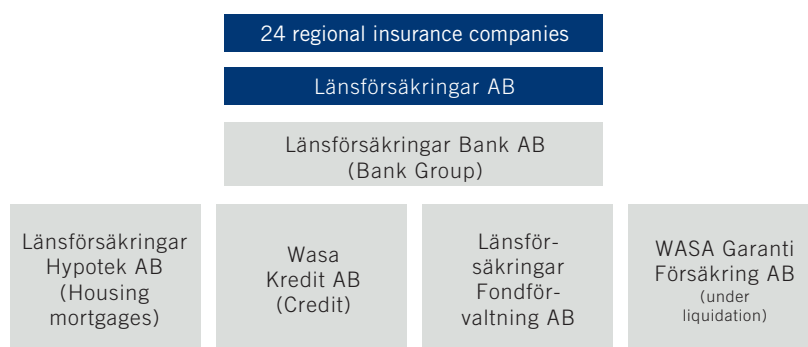 24 regional insurance companies
Länsförsäkringar AB
Länsförsäkringar Bank AB
(Bank Group)
Länsförsäkringar
Hypotek AB
(Housing
mortgages)
Wasa
Kredit AB
(Credit)
Länsför-
säkringar
Fondför-
valtning AB
WASA Garanti
Försäkring AB
(under
liquidation)